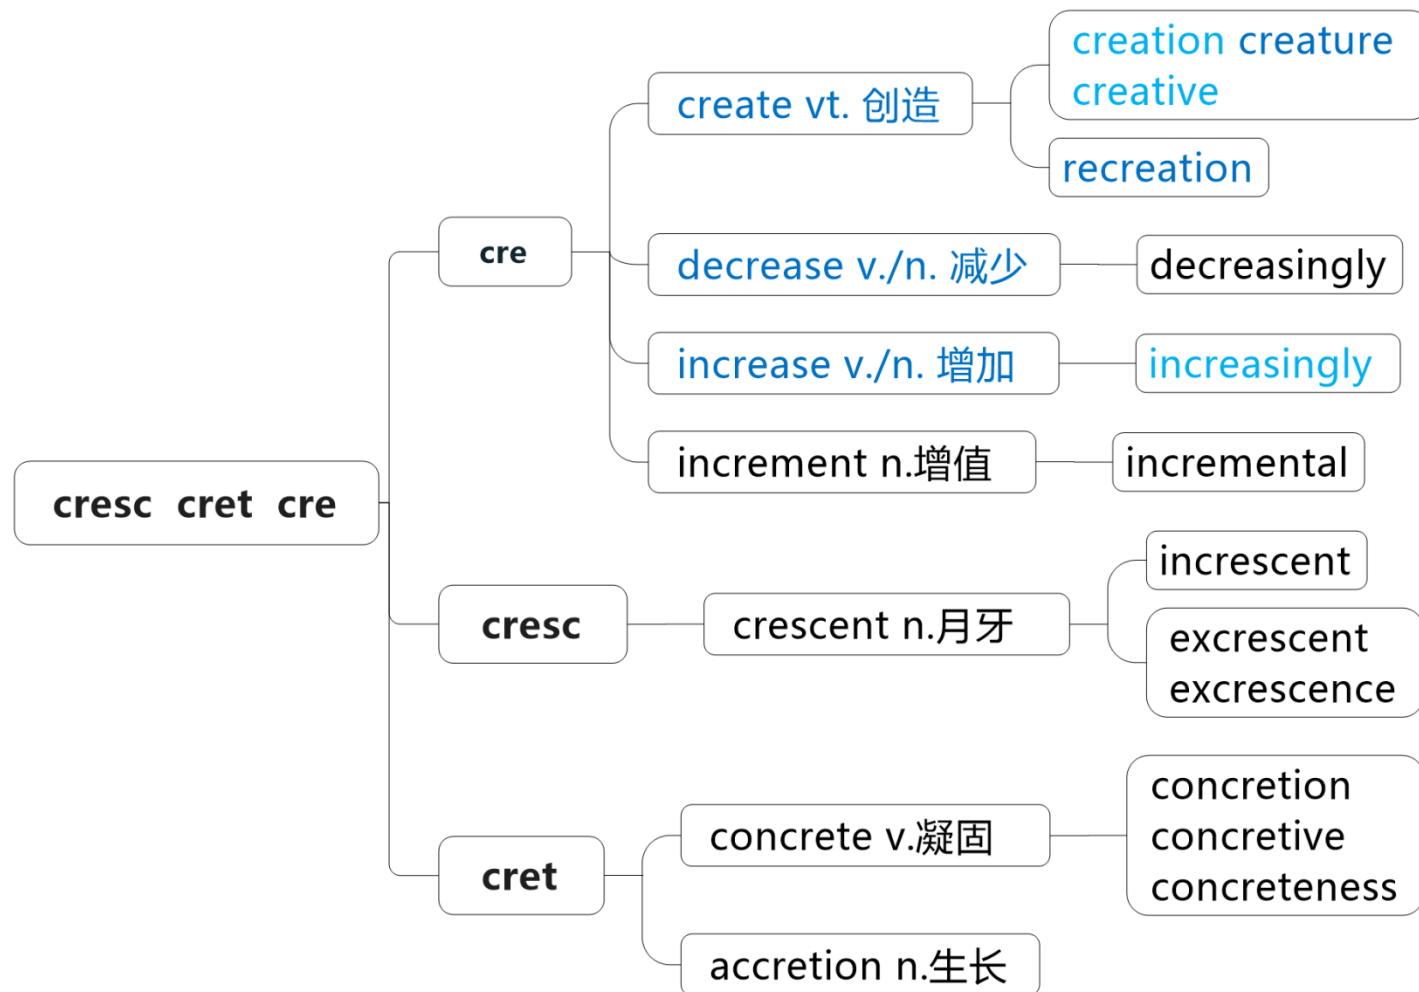 cresc cret cre
cre
create vt. 创造
creation creature
creative
recreation
decrease v./n. 减少
decreasingly
increase v./n. 增加
increasingly
increment n.增值
incremental
cresc
crescent n.月牙
increscent
excrescent
excrescence
cret
concrete v.凝固
concretion
concretive
concreteness
accretion n.生长